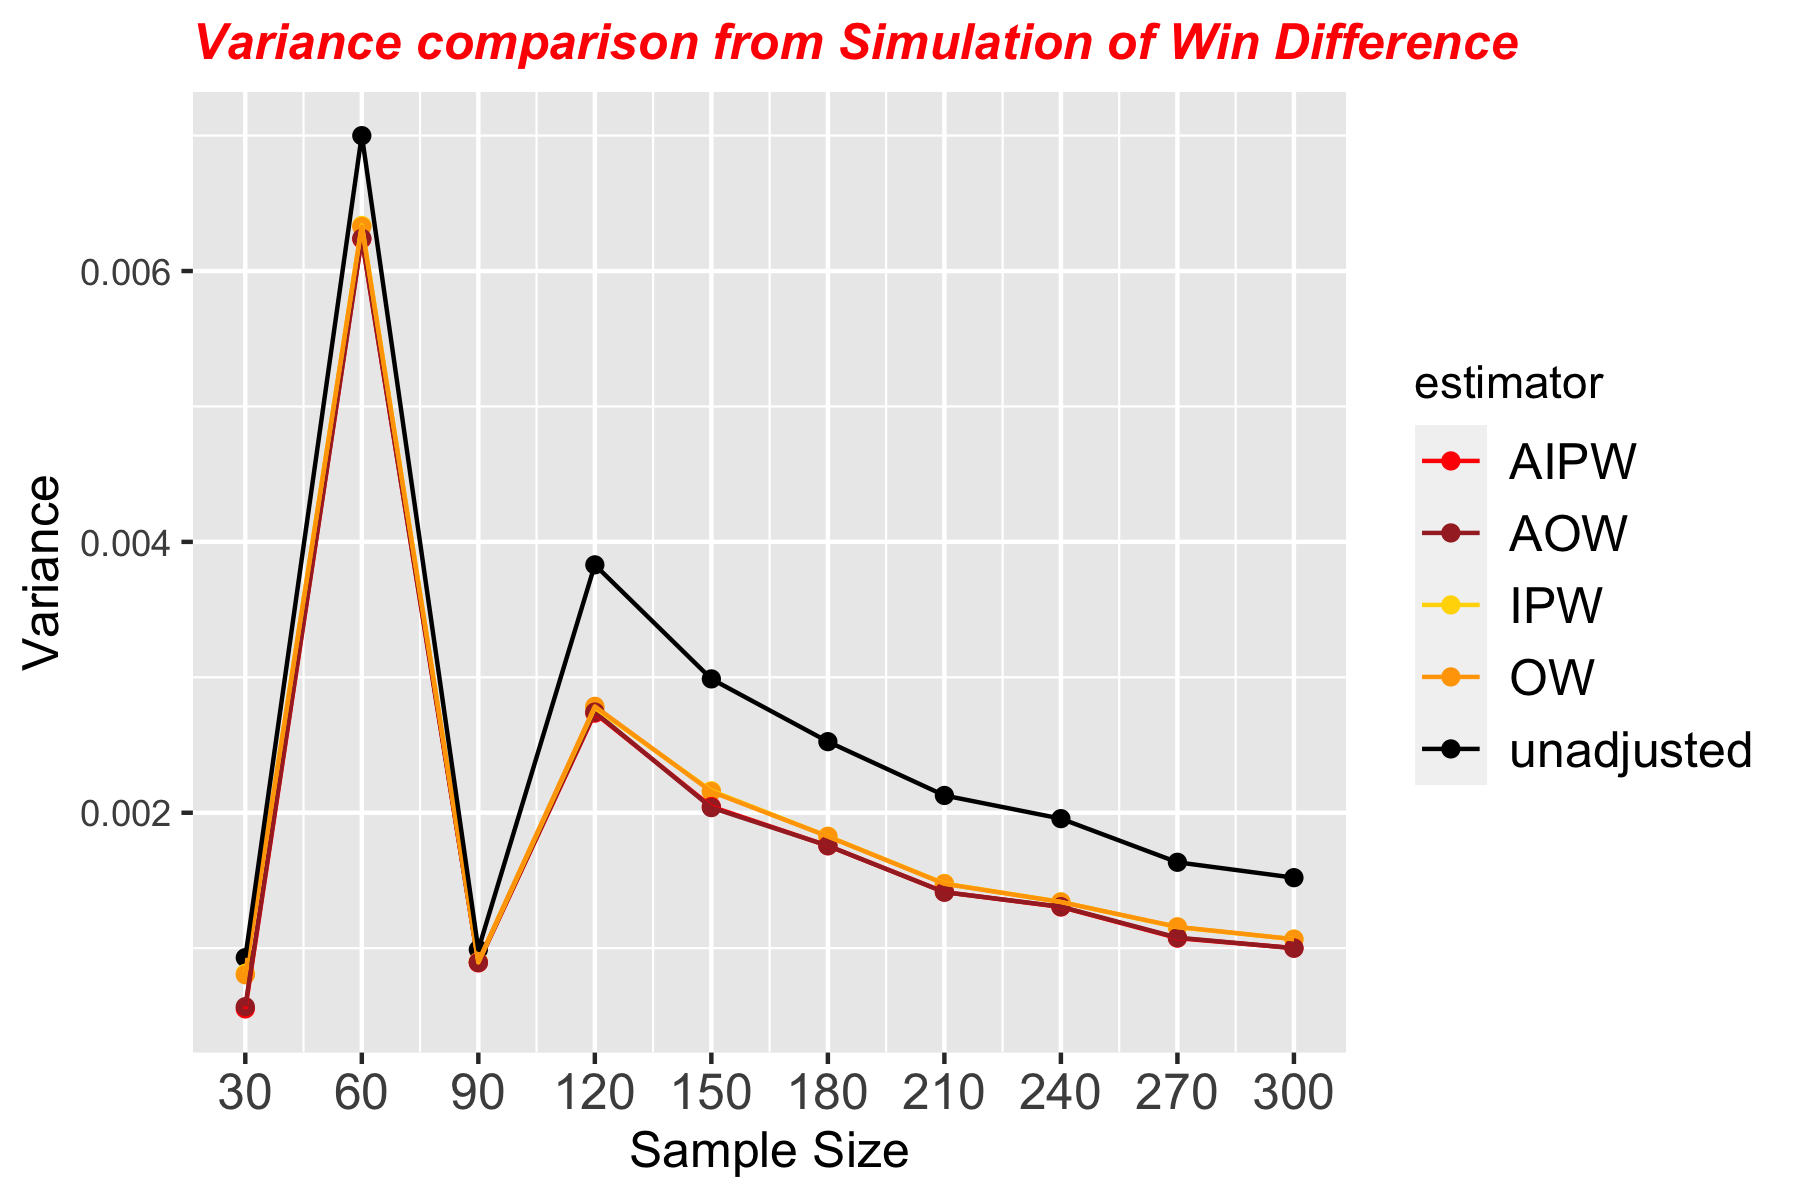 Variance comparison from Simulation of Win Difference
Variance
0.006
0.004
0.002
30 60 90 120 150 180 210 240 270 300
Sample Size
estimator
AIPW
AOW
IPW
OW
unadjusted